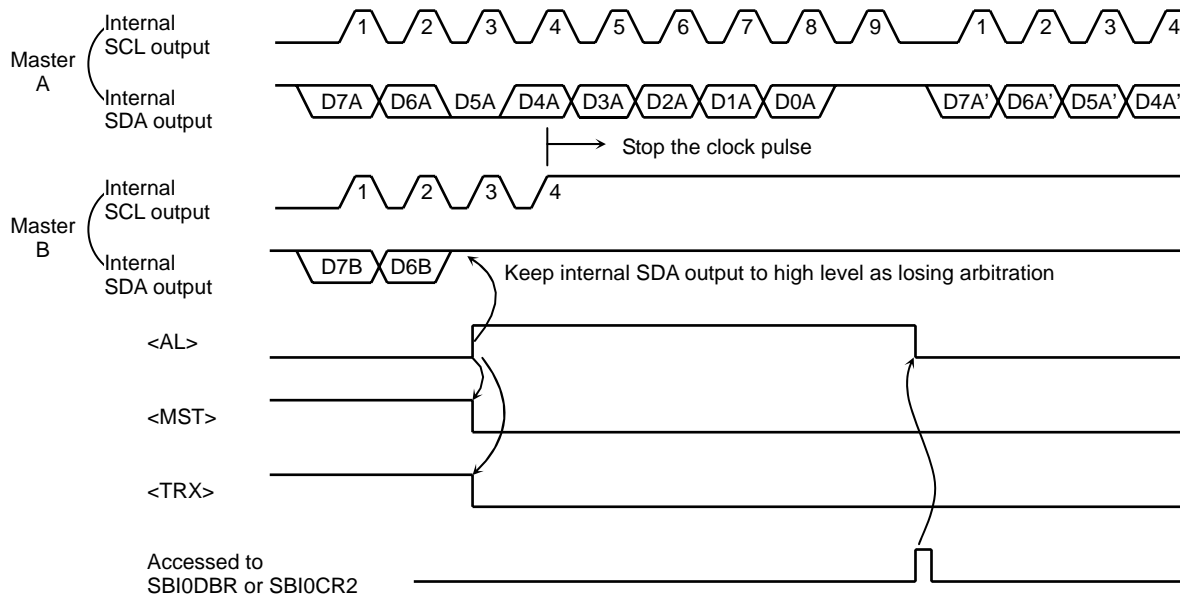 Master
A
Internal
SCL output
1 2 3 4 5 6 7 8 9 1 2 3 4
Internal
SDA output
D7A D6A D5A D4A D3A D2A D1A D0A D7A' D6A' D5A' D4A'
Stop the clock pulse
Master
B
Internal
SCL output
1 2 3 4
Internal
SDA output
D7B D6B
Keep internal SDA output to high level as losing arbitration
<AL>
<MST>
<TRX>
Accessed to
SBI0DBR or SBI0CR2